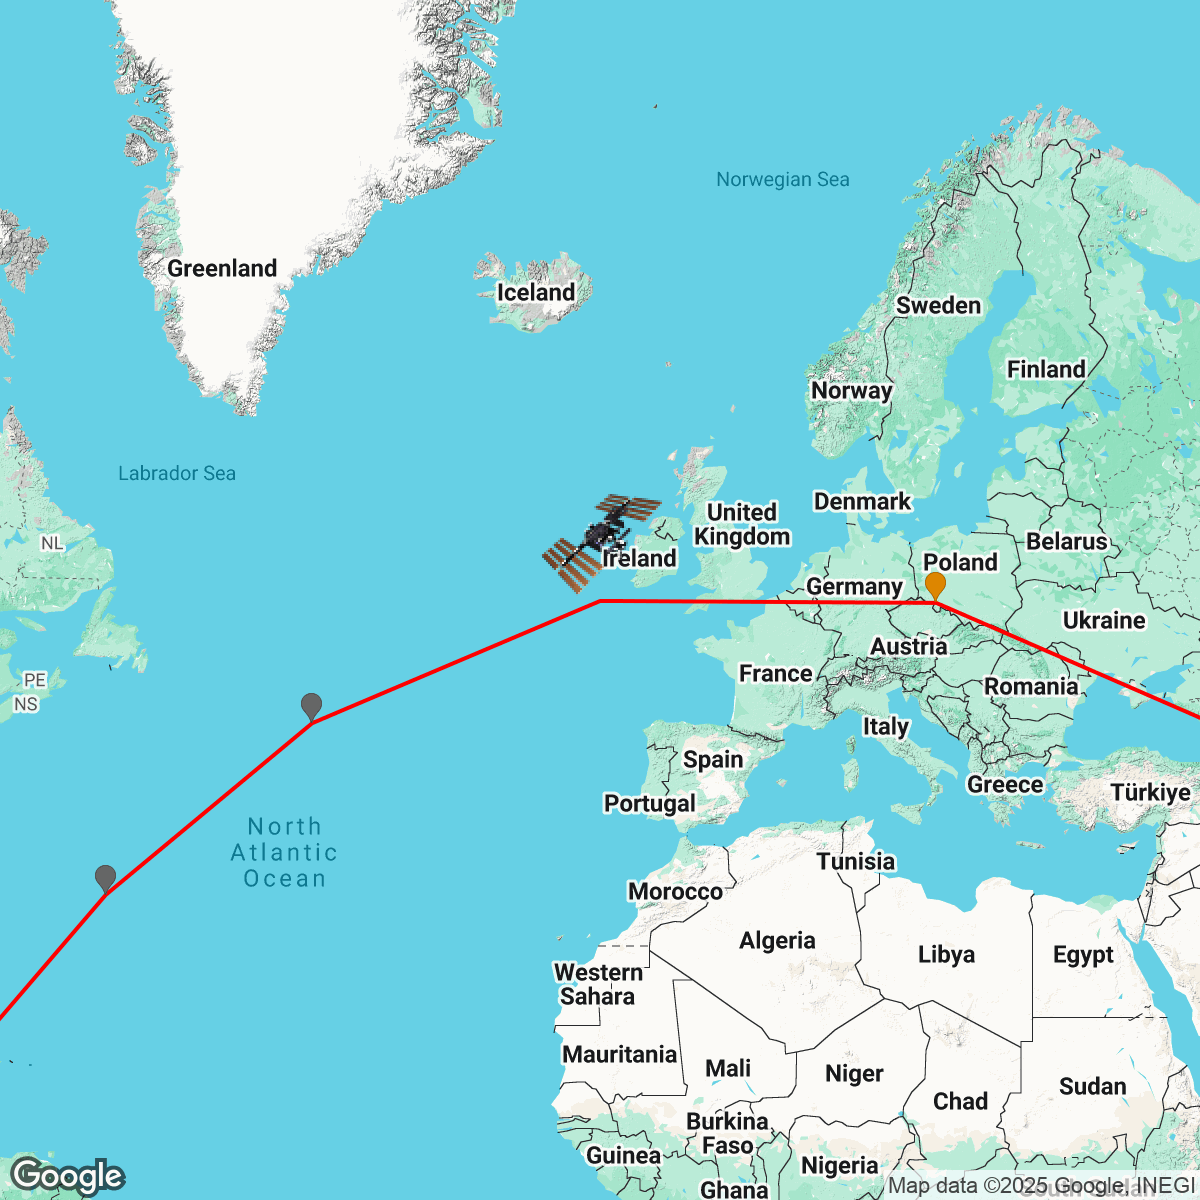 Norwegian Sea
Greenland
Iceland
Sweden
Finland
Norway
Labrador Sea
Denmark
United
Kingdom
NL
Belarus
Ireland
Poland
Germany
Ukraine
Austria
France
PE
Romania
NS
Italy
Spain
Greece
Türkiye
Portugal
North
Atlantic
Ocean
Tunisia
Morocco
Algeria
Libya
Egypt
Western
Sahara
Mauritania
Mali
Niger
Sudan
Chad
Burkina
Faso
Guinea
Nigeria
Ghana
Google
Map data ©2025 Google, INEGI